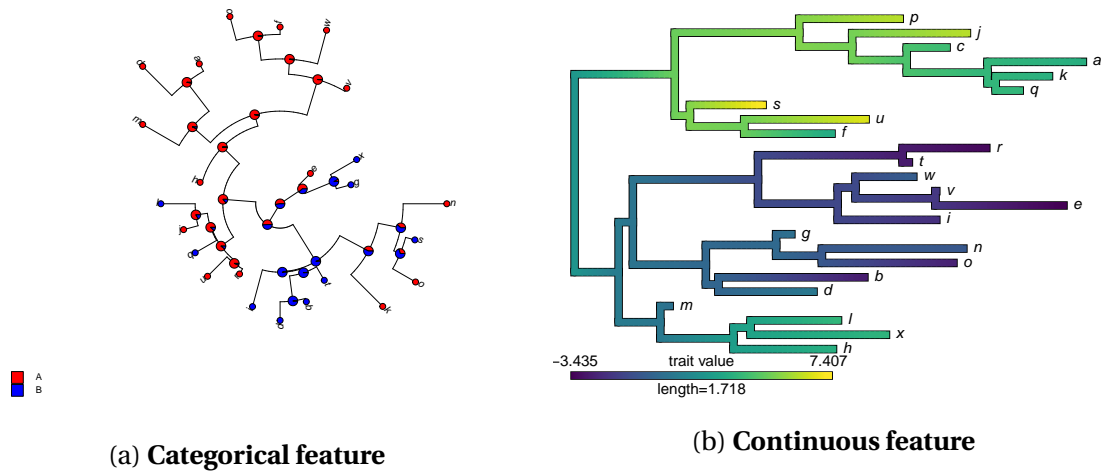 f
w
v
m
h
e
x
g
n
s
k
A
B
(a) Categorical feature
p
j
c
a
k
q
s
u
f
r
t
w
v
e
i
g
n
o
b
d
m
l
x
h
−3.435 trait value 7.407
length=1.718
(b) Continuous feature